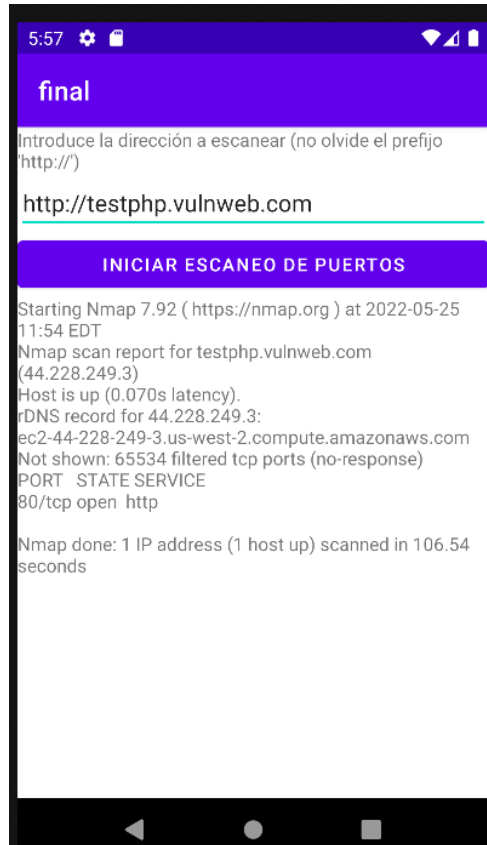 5:57
final
Introduce la dirección a escanear (no olvide el prefijo
'http://')
http://testphp.vulnweb.com
INICIAR ESCANEO DE PUERTOS
Starting Nmap 7.92 ( https://nmap.org ) at 2022-05-25
11:54 EDT
Nmap scan report for testphp.vulnweb.com
(44.228.249.3)
Host is up (0.070s latency).
rDNS record for 44.228.249.3:
ec2-44-228-249-3.us-west-2.compute.amazonaws.com
Not shown: 65534 filtered tcp ports (no-response)
PORT   STATE SERVICE
80/tcp open  http
Nmap done: 1 IP address (1 host up) scanned in 106.54
seconds